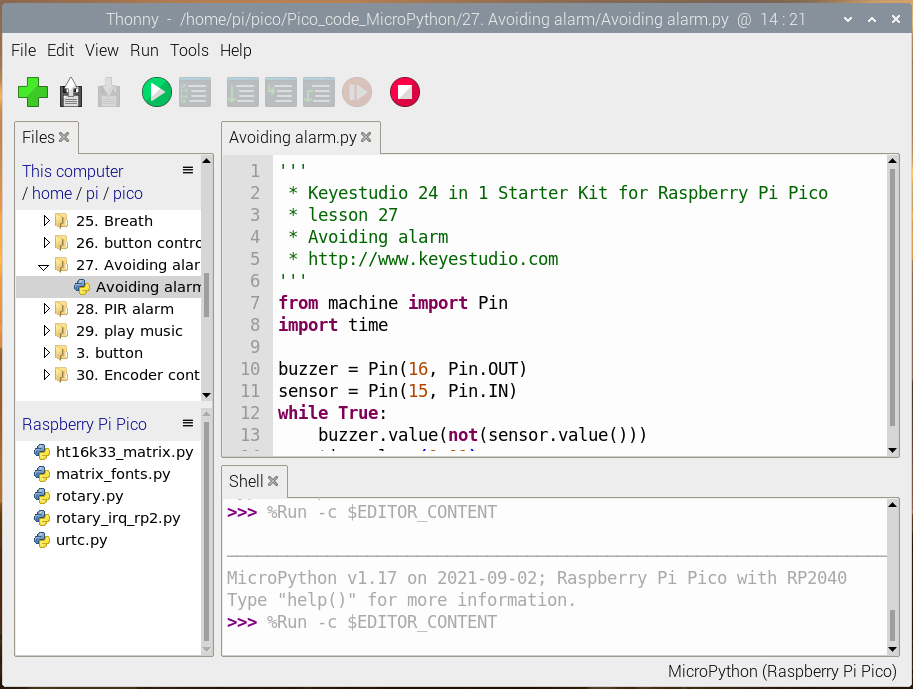 Thonny - /home/pi/pico/Pico_code_MicroPython/27. Avoiding alarm/Avoiding alarm.py @ 14 : 21
File Edit View Run Tools Help
Files
This computer
/ home / pi / pico
25. Breath
26. button contro
27. Avoiding alar
Avoiding alarm
28. PIR alarm
29. play music
3. button
30. Encoder cont
Raspberry Pi Pico
ht16k33_matrix.py
matrix_fonts.py
rotary.py
rotary_irq_rp2.py
urtc.py
Avoiding alarm.py
1 '''
2 * Keyestudio 24 in 1 Starter Kit for Raspberry Pi Pico
3 * lesson 27
4 * Avoiding alarm
5 * http://www.keyestudio.com
6 '''
7 from machine import Pin
8 import time
9
10 buzzer = Pin(16, Pin.OUT)
11 sensor = Pin(15, Pin.IN)
12 while True:
13 buzzer.value(not(sensor.value()))
Shell
>>> %Run -c $EDITOR_CONTENT
MicroPython v1.17 on 2021-09-02; Raspberry Pi Pico with RP2040
Type "help()" for more information.
>>> %Run -c $EDITOR_CONTENT
MicroPython (Raspberry Pi Pico)